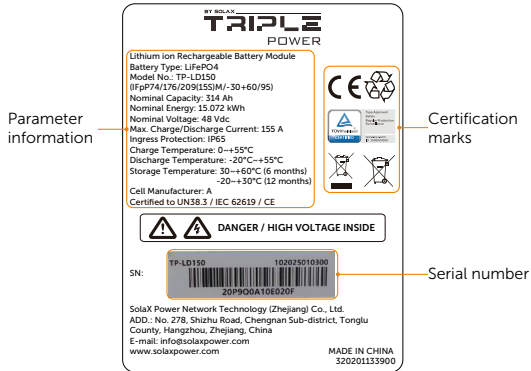 BY SOLAX
TRIPLE
POWER
Lithium ion Rechargeable Battery Module
Battery Type: LiFePO4
Model No.: TP-LD150
(IFpP74/176/209[15S]M/-30+60/95)
Nominal Capacity: 314 Ah
Nominal Energy: 15.072 kWh
Nominal Voltage: 48 Vdc
Max. Charge/Discharge Current: 155 A
Ingress Protection: IP65
Charge Temperature: 0~+55°C
Discharge Temperature: -20°C~+55°C
Storage Temperature: 30~+60°C (6 months)
-20~+30°C (12 months)
Cell Manufacturer: A
Certified to UN38.3 / IEC 62619 / CE
Parameter
information
CE
Certification
marks
DANGER / HIGH VOLTAGE INSIDE
SN:
TP-LD150 102025010300
20P9O0A10E020F
Serial number
SolaX Power Network Technology (Zhejiang) Co., Ltd.
ADD.: No. 278, Shizhu Road, Chengnan Sub-district, Tonglu
County, Hangzhou, Zhejiang, China
E-mail: info@solaxpower.com
www.solaxpower.com
MADE IN CHINA
320201133900